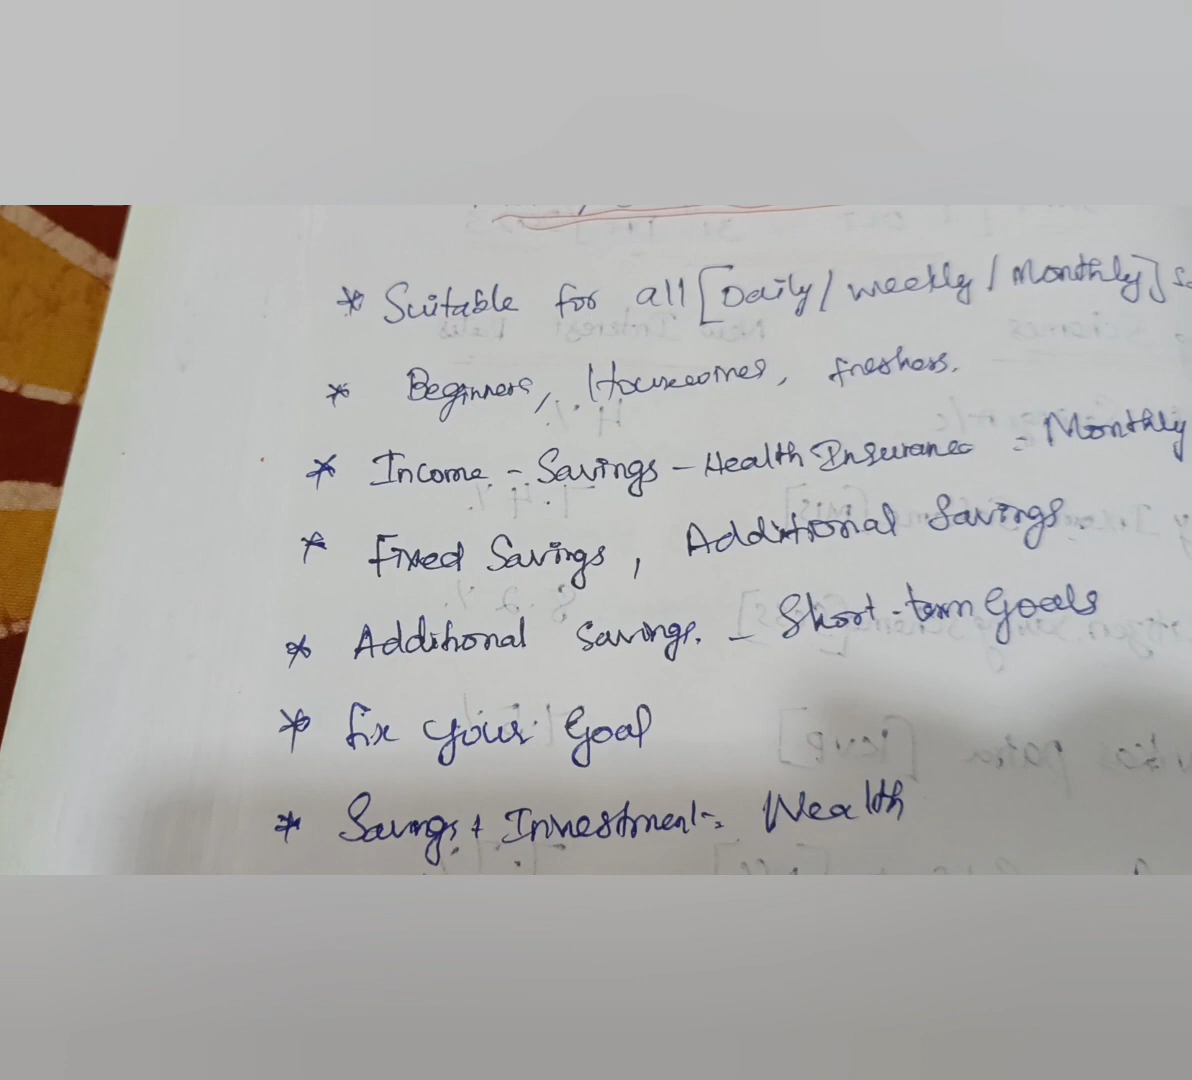 * Suitable for all [Daily / weekly / Monthly]
* Beginners, Housewives, freshers.
* Income - Savings - Health Insurance = Monthly
* Fixed Savings, Additional Savings.
* Additional Savings. - Short-term Goals
* fix your Goal
* Savings + Investment = Wealth